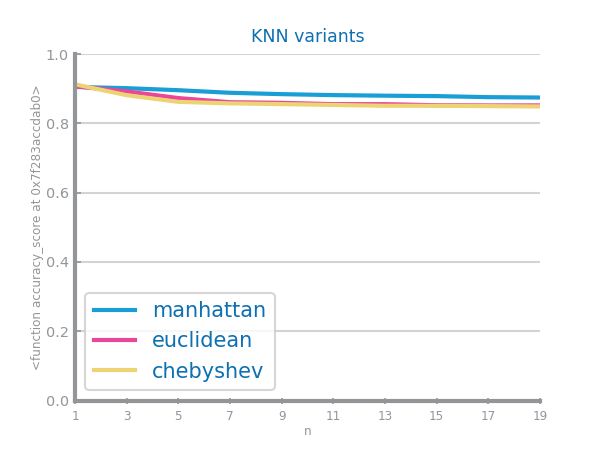 KNN variants
<function accuracy_score at 0x7f283accdab0>
1.0
0.8
0.6
0.4
0.2
0.0
manhattan
euclidean
chebyshev
1 3 5 7 9 11 13 15 17 19
n